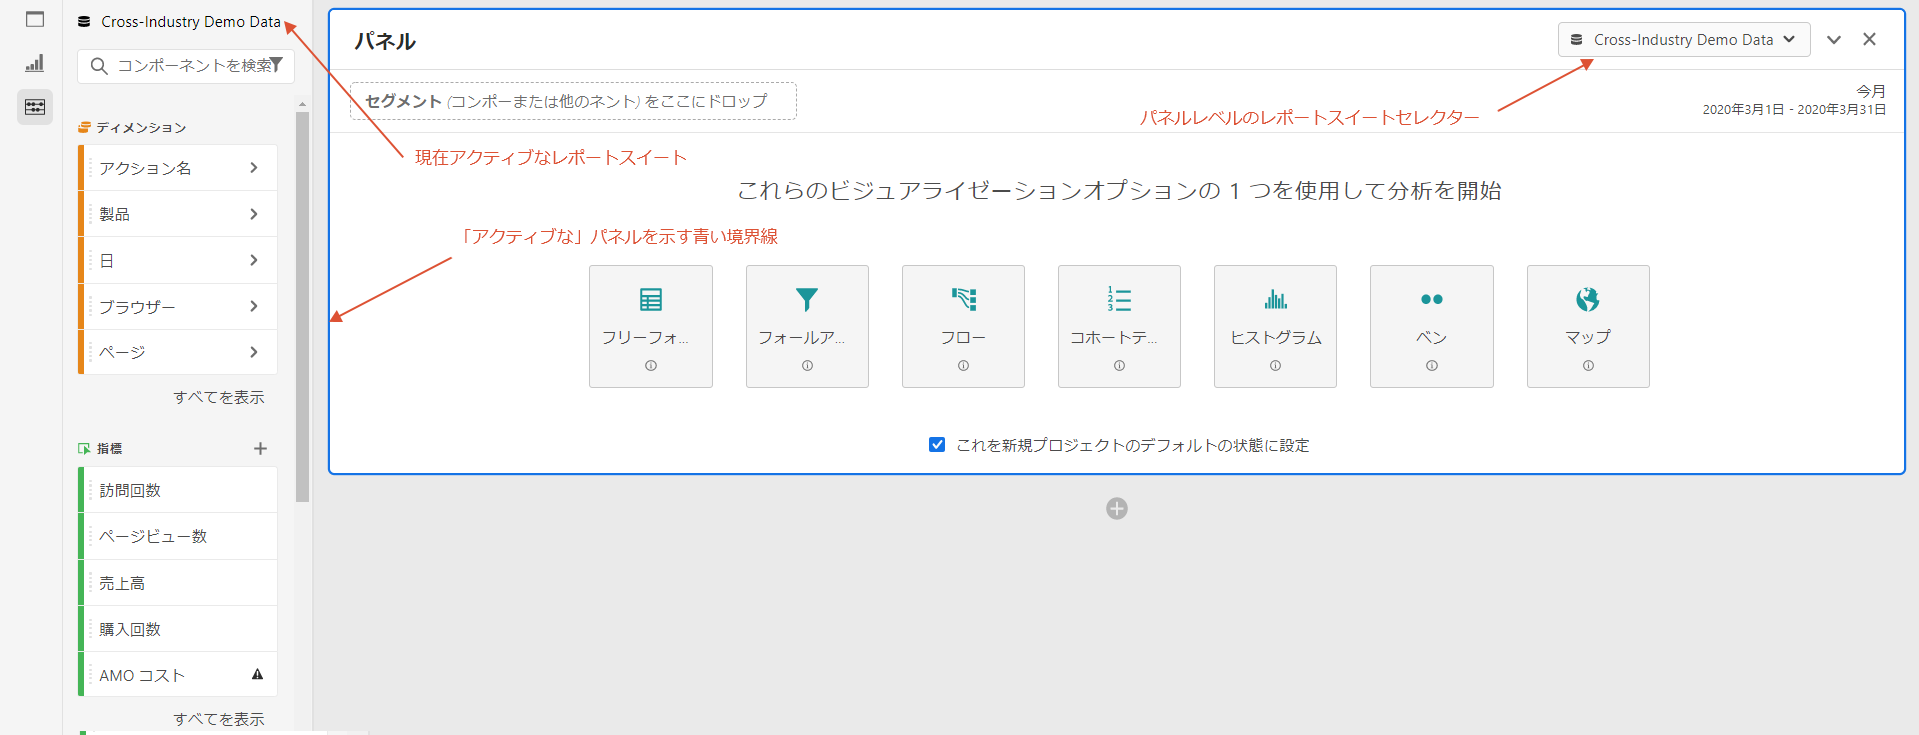 Cross-Industry Demo Data
コンポーネントを検索
ディメンション
アクション名
製品
日
ブラウザー
ページ
すべてを表示
指標
訪問回数
ページビュー数
売上高
購入回数
AMO コスト
すべてを表示
パネル
Cross-Industry Demo Data
セグメント (コンポーまたは他のネント) をここにドロップ
今月
2020年3月1日 - 2020年3月31日
パネルレベルのレポートスイートセレクター
現在アクティブなレポートスイート
これらのビジュアライゼーションオプションの 1 つを使用して分析を開始
「アクティブな」パネルを示す青い境界線
フリーフォ...
フォールア...
フロー
1
2
3
コホートテ...
ヒストグラム
ベン
マップ
これを新規プロジェクトのデフォルトの状態に設定